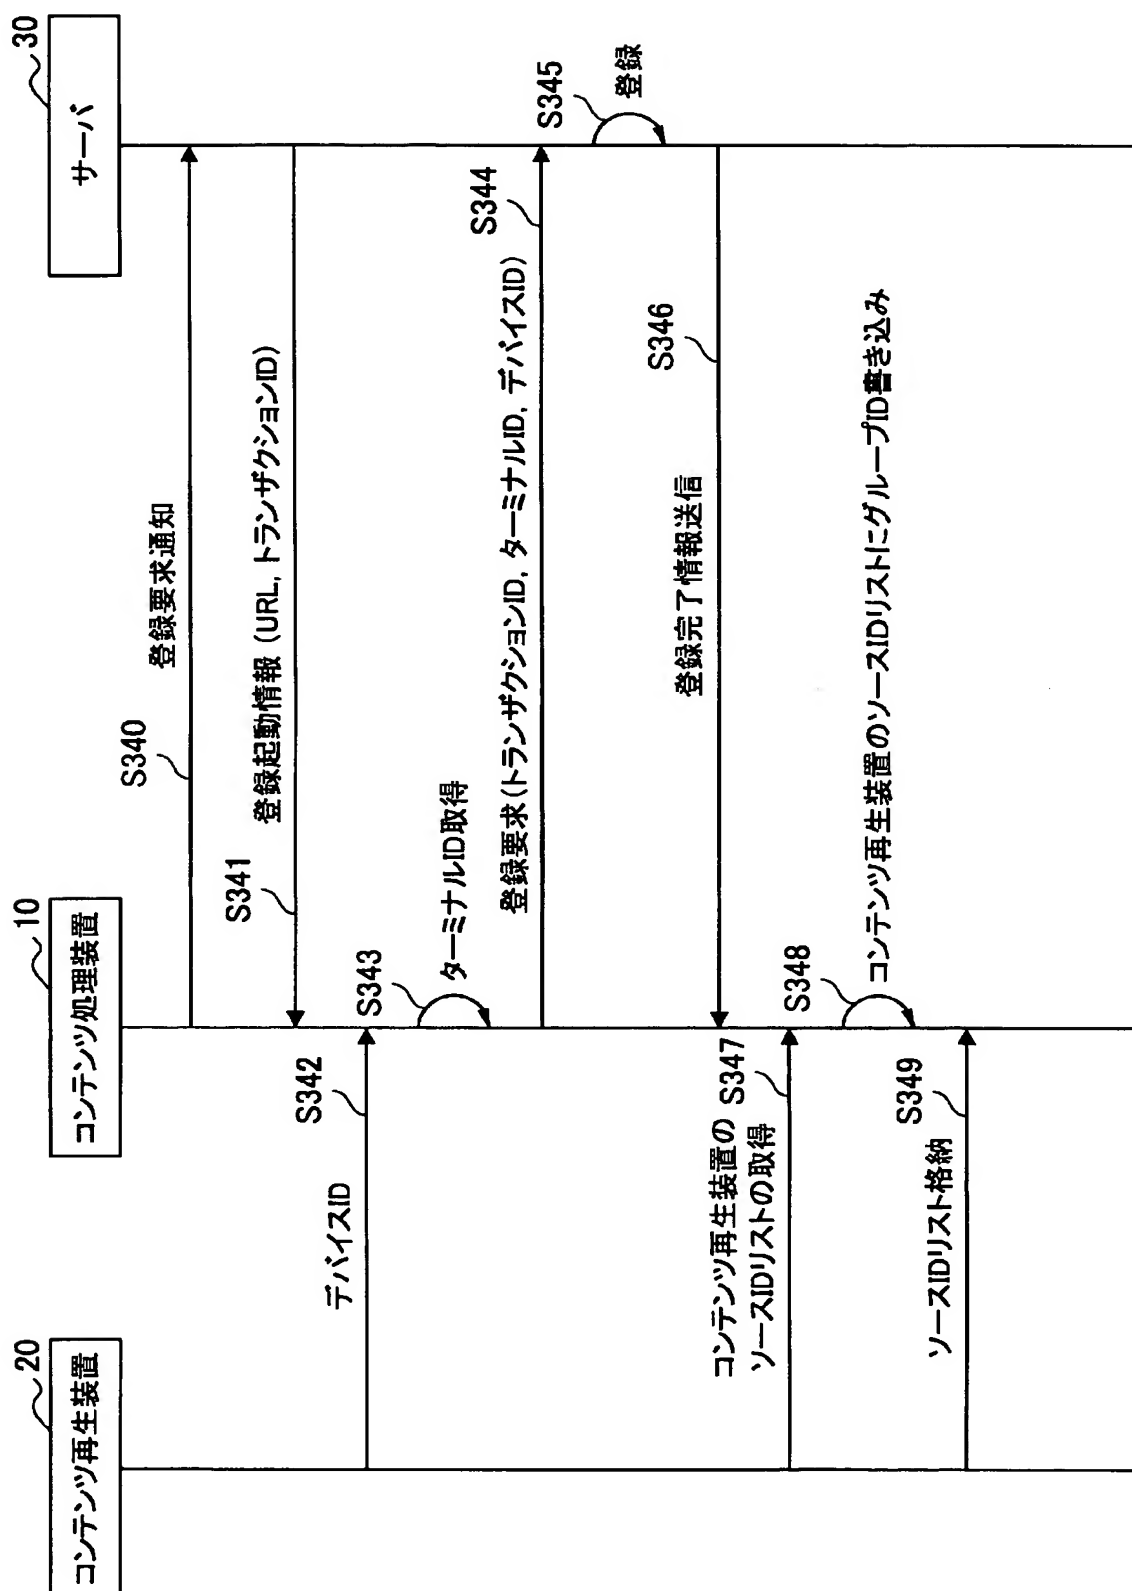 コンテンツ再生装置
20
コンテンツ処理装置
10
サーバ
30
S340
登録要求通知
S341
登録起動情報 (URL, トランザクションID)
S342
デバイスID
S343
ターミナルID取得
S344
登録要求(トランザクションID, ターミナルID, デバイスID)
S345
登録
S346
登録完了情報送信
S347
コンテンツ再生装置の
ソースIDリストの取得
S348
コンテンツ再生装置のソースIDリストにグループID書き込み
S349
ソースIDリスト格納